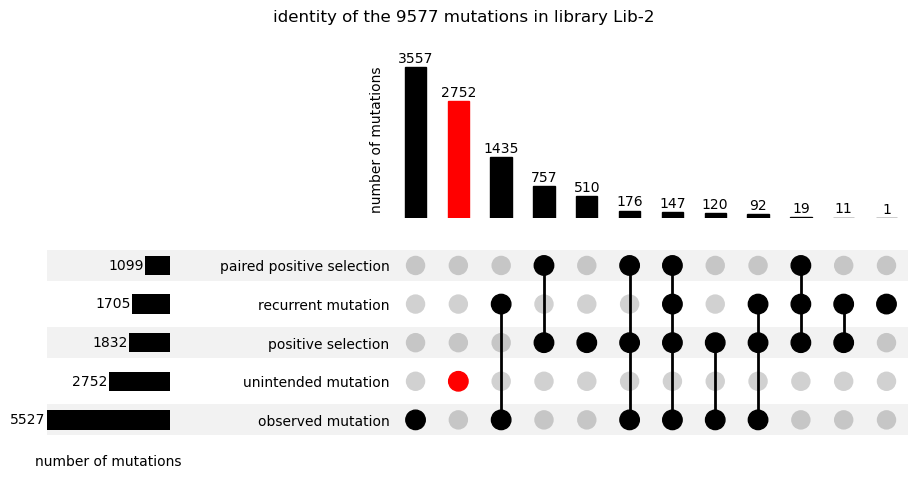 identity of the 9577 mutations in library Lib-2
number of mutations
3557
2752
1435
757
510
176
147
120
92
19
11
1
1099 paired positive selection
1705 recurrent mutation
1832 positive selection
2752 unintended mutation
5527 observed mutation
number of mutations